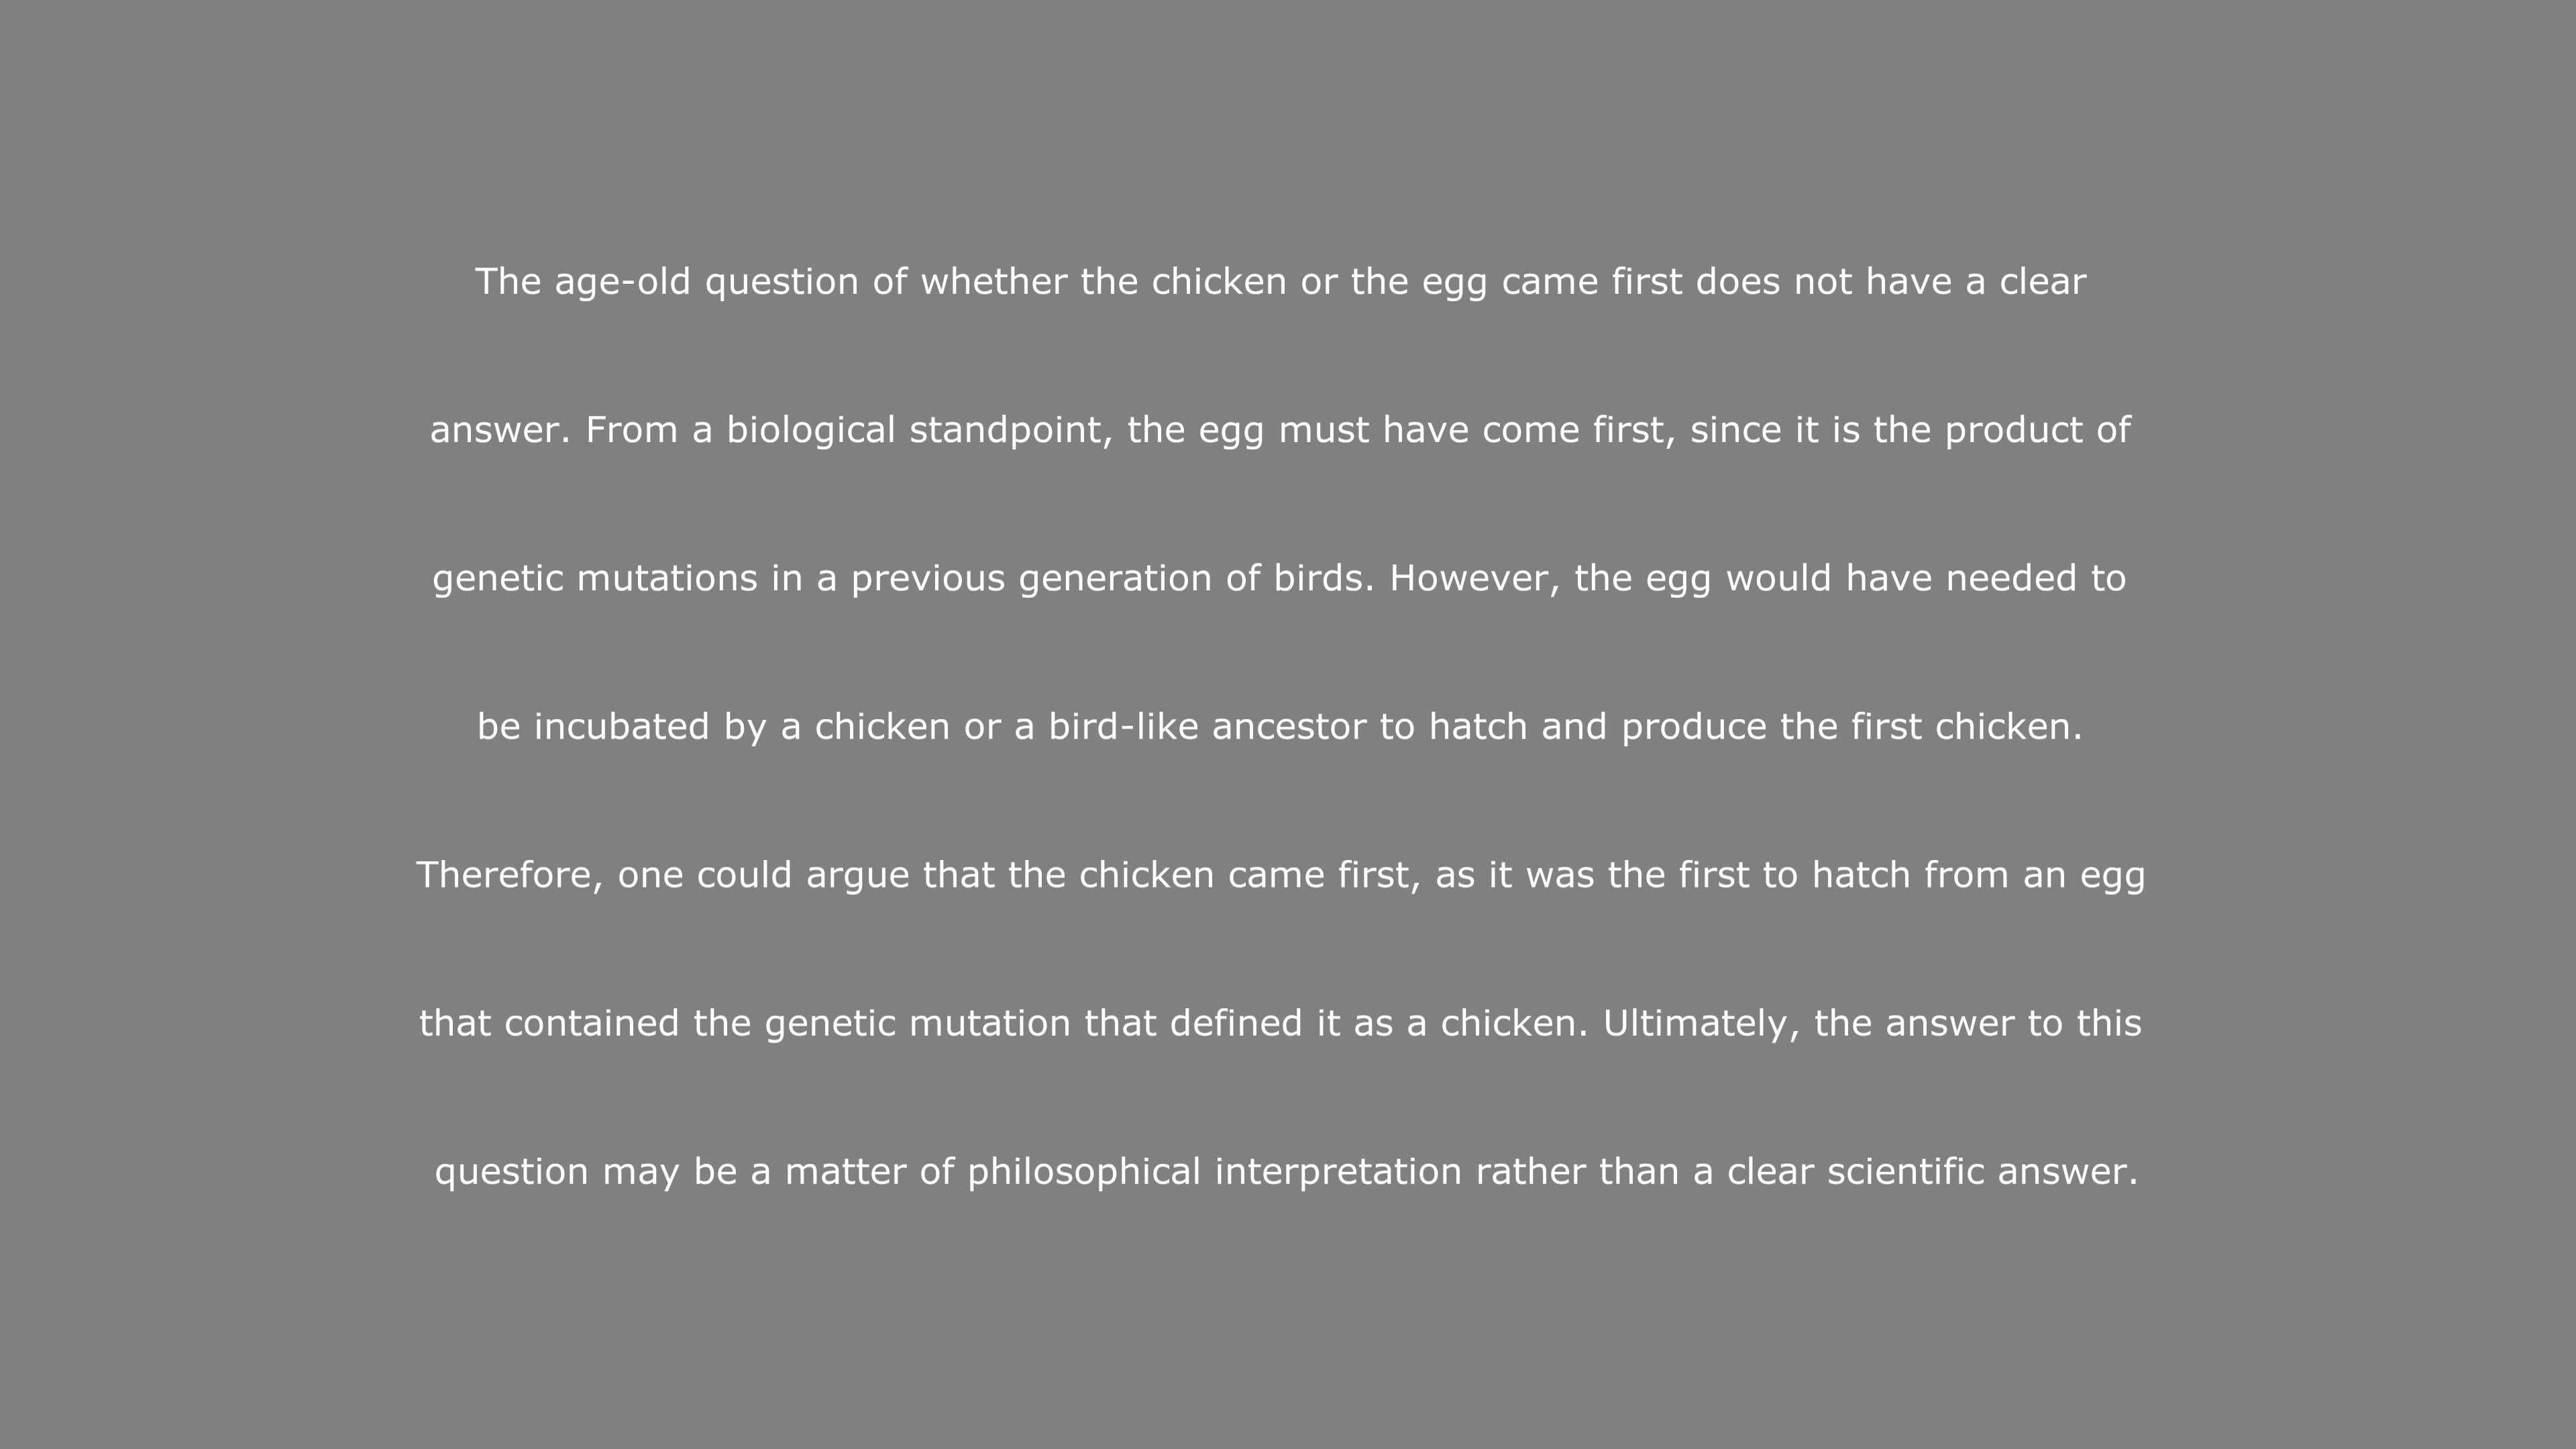 The age-old question of whether the chicken or the egg came first does not have a clear
answer. From a biological standpoint, the egg must have come first, since it is the product of
genetic mutations in a previous generation of birds. However, the egg would have needed to
be incubated by a chicken or a bird-like ancestor to hatch and produce the first chicken.
Therefore, one could argue that the chicken came first, as it was the first to hatch from an egg
that contained the genetic mutation that defined it as a chicken. Ultimately, the answer to this
question may be a matter of philosophical interpretation rather than a clear scientific answer.